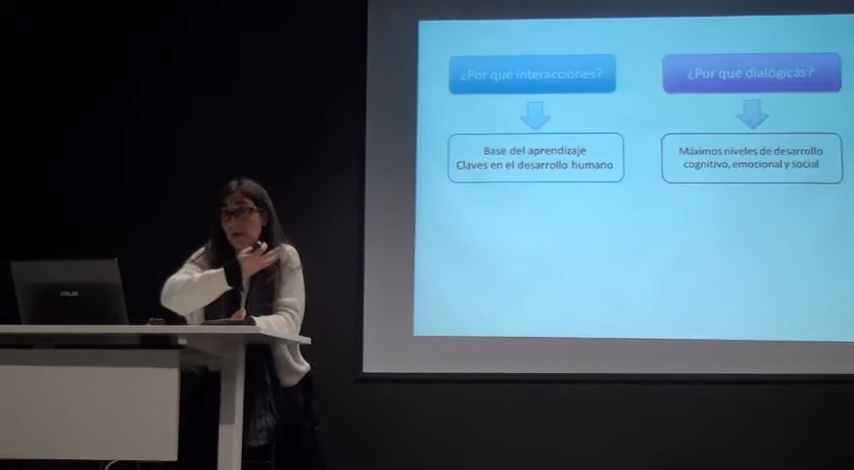 ¿Por qué interacciones?
¿Por qué dialógicas?
Base del aprendizaje
Claves en el desarrollo humano
Máximos niveles de desarrollo
cognitivo, emocional y social
ASUS